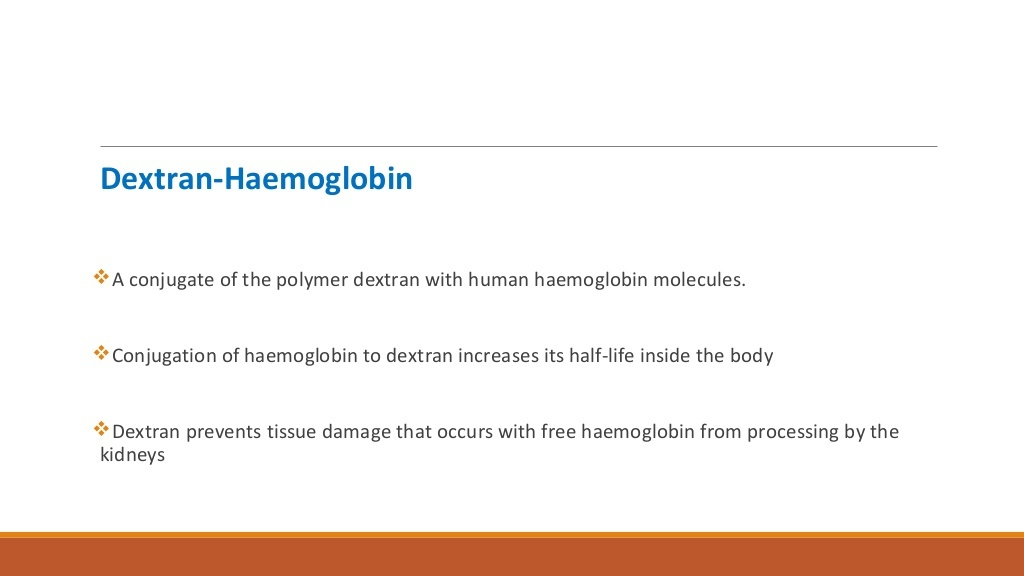 Dextran-Haemoglobin
❖A conjugate of the polymer dextran with human haemoglobin molecules.
❖Conjugation of haemoglobin to dextran increases its half-life inside the body
❖Dextran prevents tissue damage that occurs with free haemoglobin from processing by the
kidneys